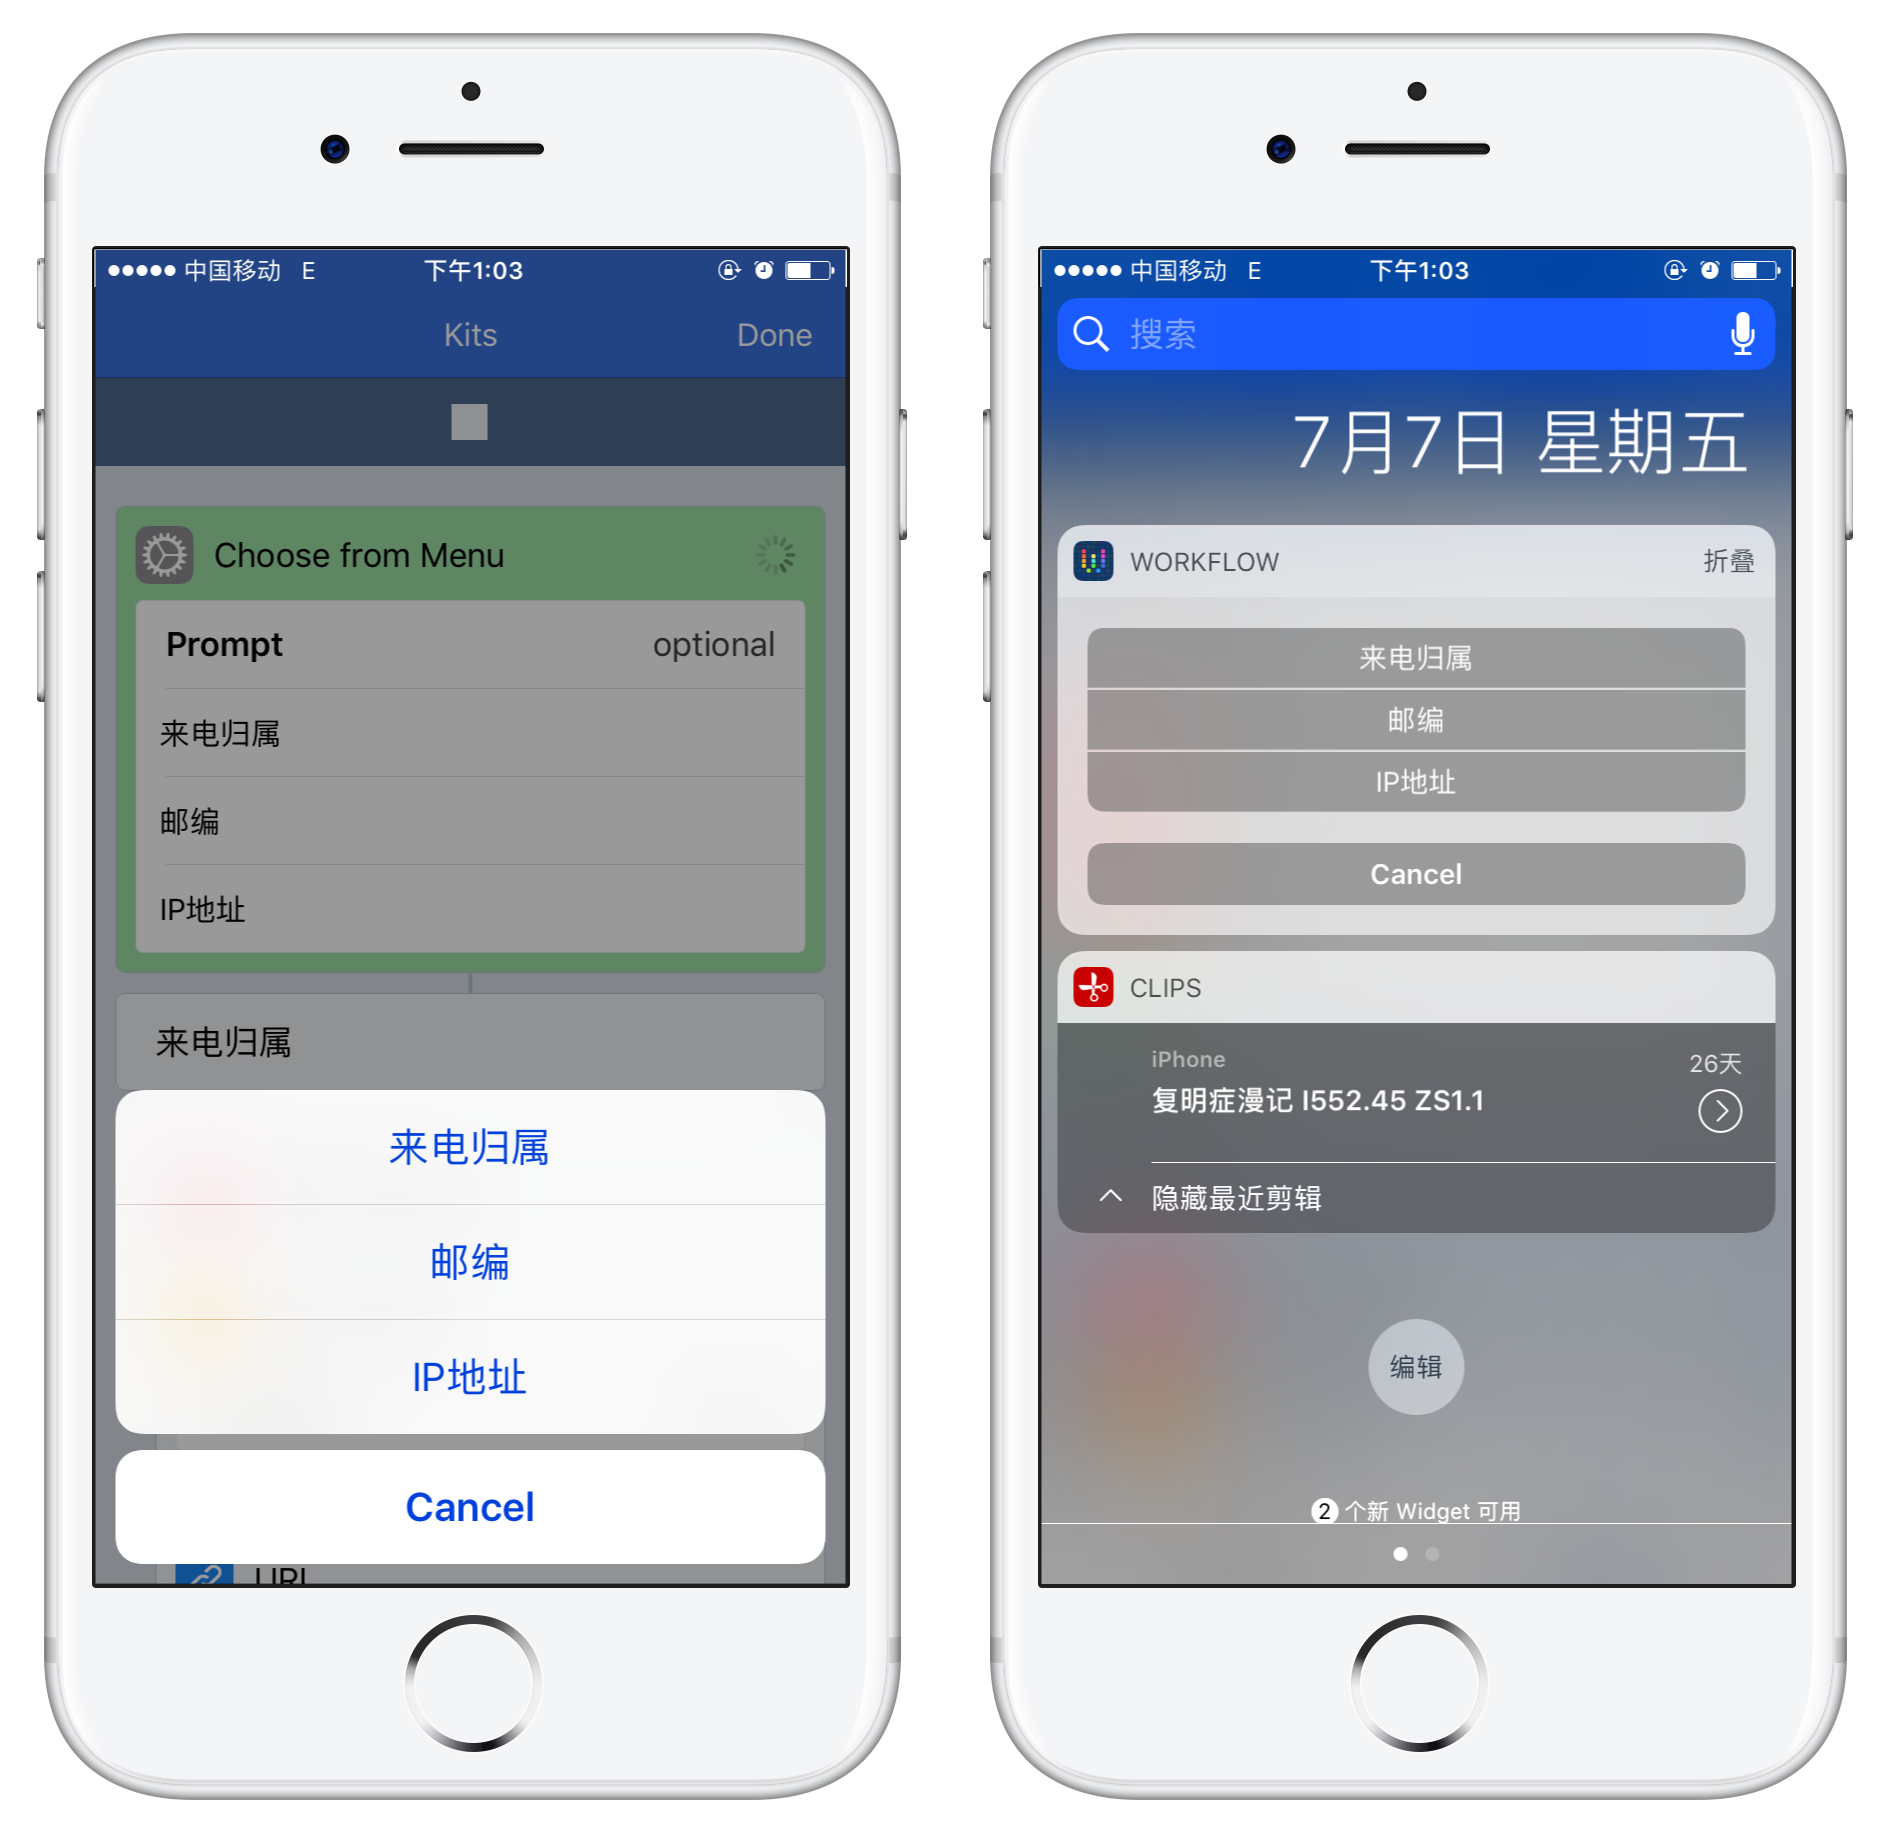 中国移动 E 下午1:03
Kits Done
Choose from Menu
Prompt optional
来电归属
邮编
IP地址
来电归属
来电归属
邮编
IP地址
Cancel
URL
中国移动 E 下午1:03
搜索
7月7日 星期五
WORKFLOW 折叠
来电归属
邮编
IP地址
Cancel
CLIPS
iPhone 26天
复明症漫记 I552.45 ZS1.1
隐藏最近剪辑
编辑
2 个新 Widget 可用